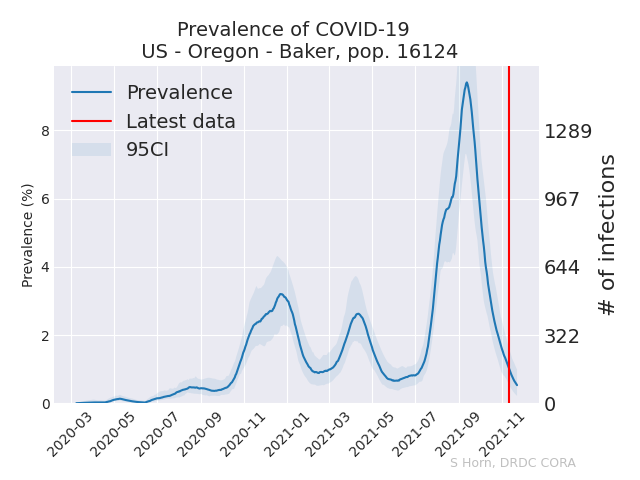 Prevalence of COVID-19
US - Oregon - Baker, pop. 16124
Prevalence
Latest data
95CI
Prevalence (%)
8
6
4
2
0
1289
967
644
322
0
# of infections
2020-03
2020-05
2020-07
2020-09
2020-11
2021-01
2021-03
2021-05
2021-07
2021-09
2021-11
S Horn, DRDC CORA